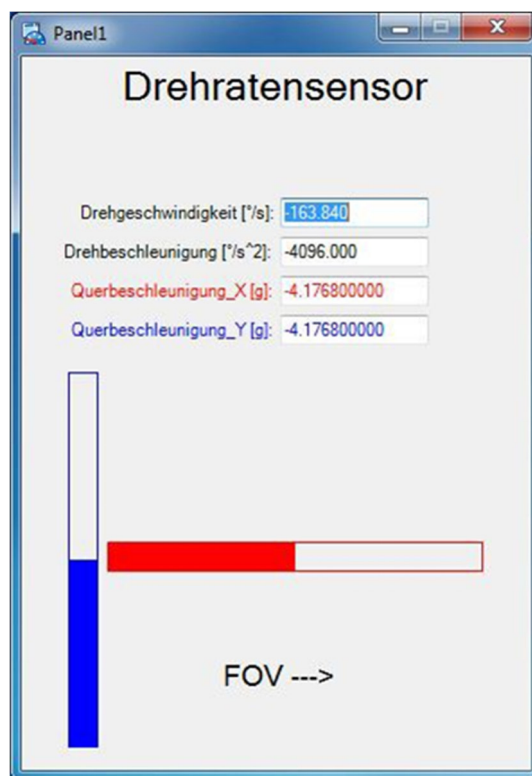 Panel1
Drehratensensor
Drehgeschwindigkeit [°/s]: -163.840
Drehbeschleunigung [°/s^2]: -4096.000
Querbeschleunigung_X [g]: -4.176800000
Querbeschleunigung_Y [g]: -4.176800000
FOV --->